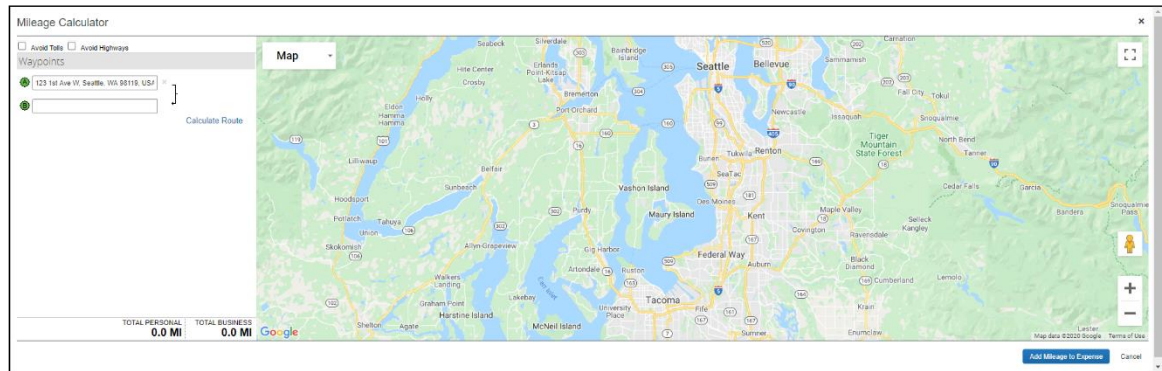 Mileage Calculator
×
Avoid Tolls Avoid Highways
Waypoints
A 123 1st Ave W, Seattle, WA 98119, USA
B
Calculate Route
TOTAL PERSONAL TOTAL BUSINESS
0.0 MI 0.0 MI
Map
Seabeck
Silverdale
Bainbridge
Island
Seattle
Bellevue
Sammamish
Carnation
Hite Center
Crosby
Erlands
Point-Kitsap
Lake
Bremerton
Port Orchard
Eldon
Hamma
Hamma
Holly
Newcastle
Issaquah
Fall City
Tokul
Snoqualmie
North Bend
Tanner
Tiger
Mountain
State Forest
Lilliwaup
Belfair
Burien
Tukwila
Renton
SeaTac
Sunbeach
Vashon Island
Des Moines
Cedar Falls
Garcia
Hoodsport
Potlatch
Tahuya
Union
Purdy
Maury Island
Kent
Maple Valley
Covington
Ravensdale
Selleck
Kangley
Bandera
Snoqualmie
Pass
Skokomish
Allyn-Grapeview
Gig Harbor
Federal Way
Auburn
Black
Diamond
Artondale
Ruston
Walkers
Landing
Cumberland
Lemolo
Graham Point
Lakebay
Harstine Island
University
Place
Tacoma
Fife
Krain
Shelton
Agate
McNeil Island
Sumner
Enumclaw
Lester
Google
Map data ©2020 Google Terms of Use
Add Mileage to Expense Cancel